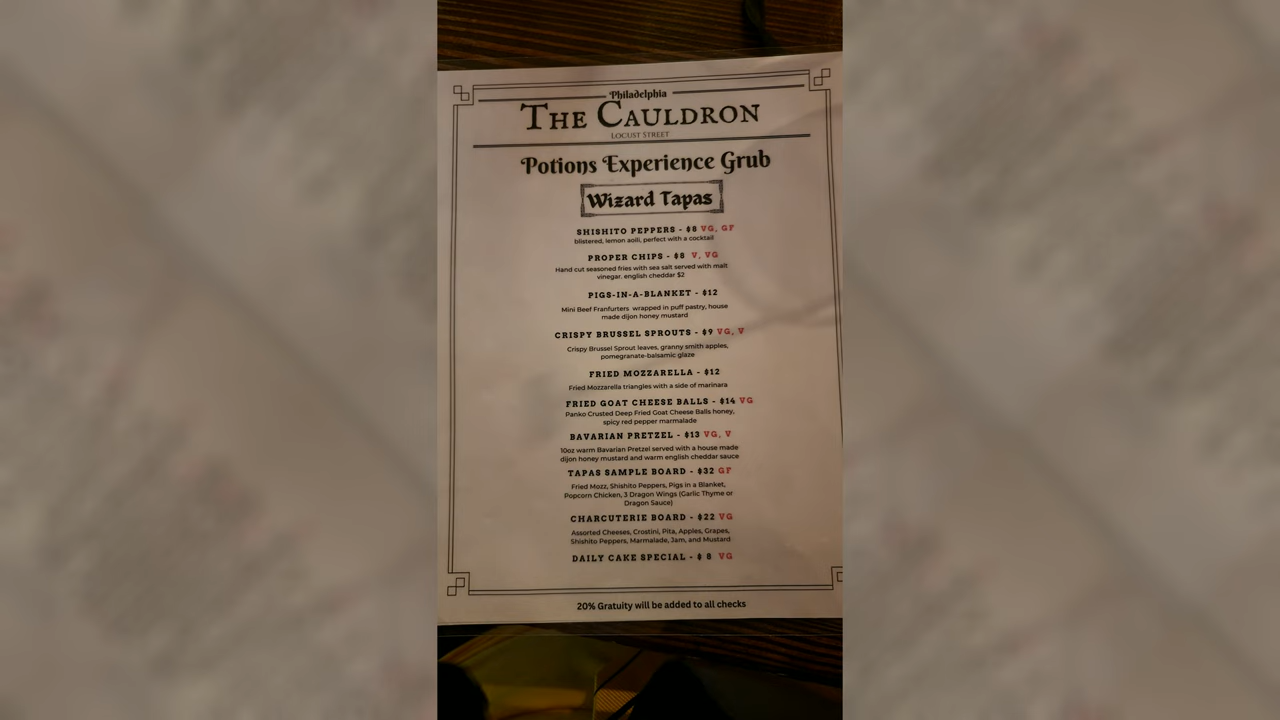 Philadelphia
THE CAULDRON
LOCUST STREET
Potions Experience Grub
Wizard Tapas
SHISHITO PEPPERS - $8 VG, GF
blistered, lemon aoili, perfect with a cocktail
PROPER CHIPS - $8 V, VG
Hand cut seasoned fries with sea salt served with malt
vinegar. english cheddar $2
PIGS-IN-A-BLANKET - $12
Mini Beef Franfurters wrapped in puff pastry, house
made dijon honey mustard
CRISPY BRUSSEL SPROUTS - $9 VG, V
Crispy Brussel Sprout leaves, granny smith apples,
pomegranate-balsamic glaze
FRIED MOZZARELLA - $12
Fried Mozzarella triangles with a side of marinara
FRIED GOAT CHEESE BALLS - $14 VG
Panko Crusted Deep Fried Goat Cheese Balls honey,
spicy red pepper marmalade
BAVARIAN PRETZEL - $13 VG, V
10oz warm Bavarian Pretzel served with a house made
dijon honey mustard and warm english cheddar sauce
TAPAS SAMPLE BOARD - $32 GF
Fried Mozz, Shishito Peppers, Pigs in a Blanket,
Popcorn Chicken, 3 Dragon Wings (Garlic Thyme or
Dragon Sauce)
CHARCUTERIE BOARD - $22 VG
Assorted Cheeses, Crostini, Pita, Apples, Grapes,
Shishito Peppers, Marmalade, Jam, and Mustard
DAILY CAKE SPECIAL - $ 8 VG
20% Gratuity will be added to all checks